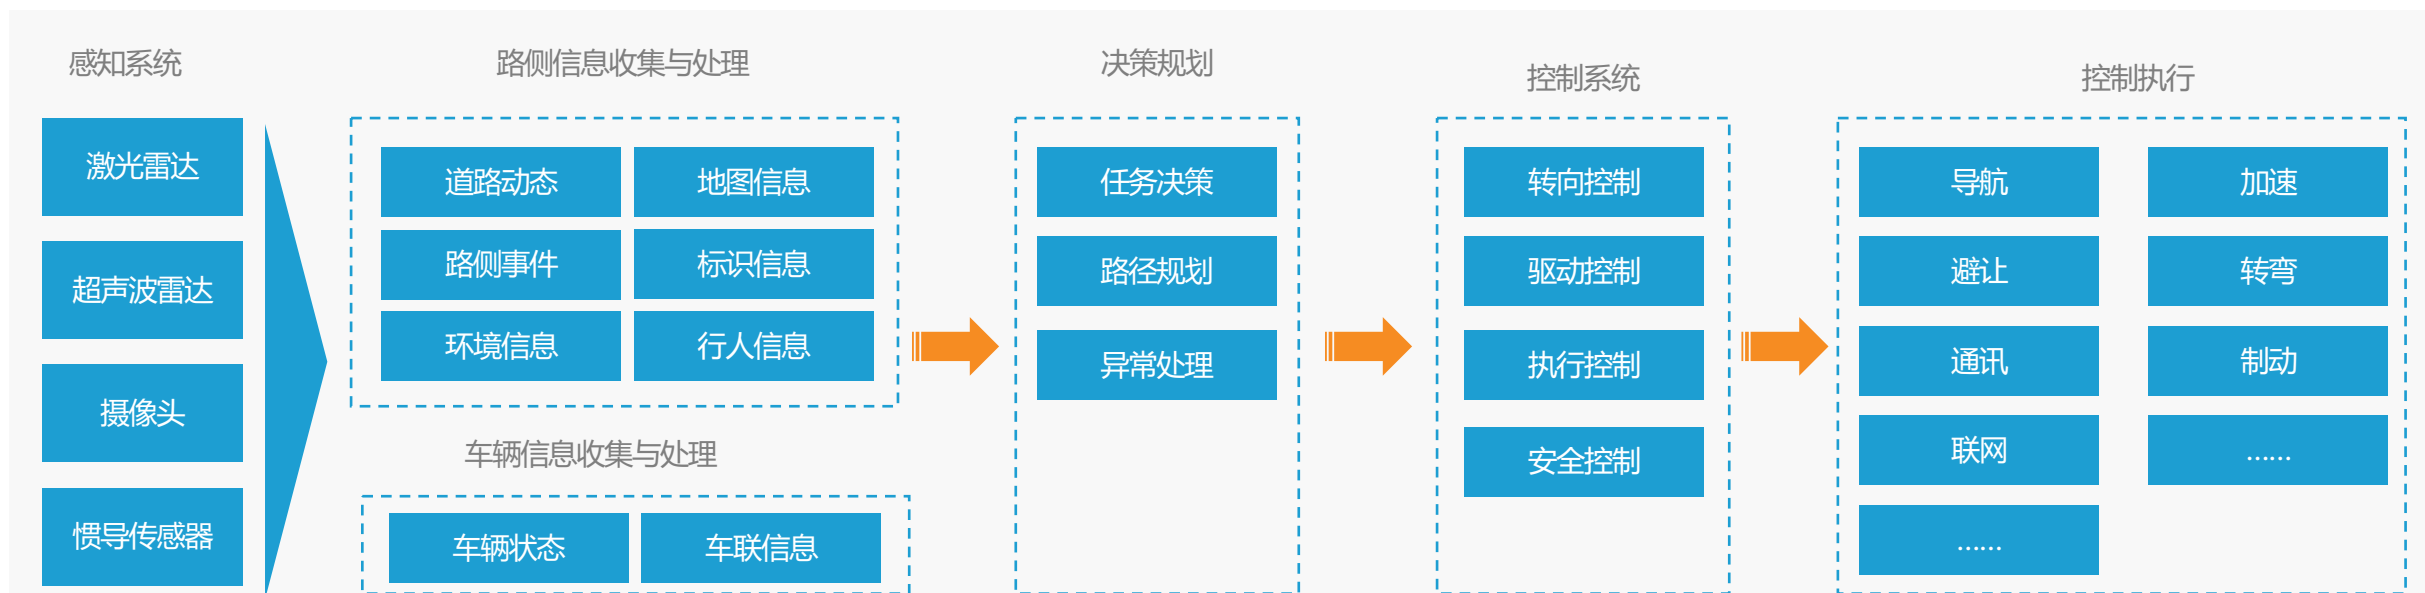 感知系统
激光雷达
超声波雷达
摄像头
惯导传感器
路侧信息收集与处理
道路动态
地图信息
路侧事件
标识信息
环境信息
行人信息
车辆信息收集与处理
车辆状态
车联信息
决策规划
任务决策
路径规划
异常处理
控制系统
转向控制
驱动控制
执行控制
安全控制
控制执行
导航
加速
避让
转弯
通讯
制动
联网
……
……